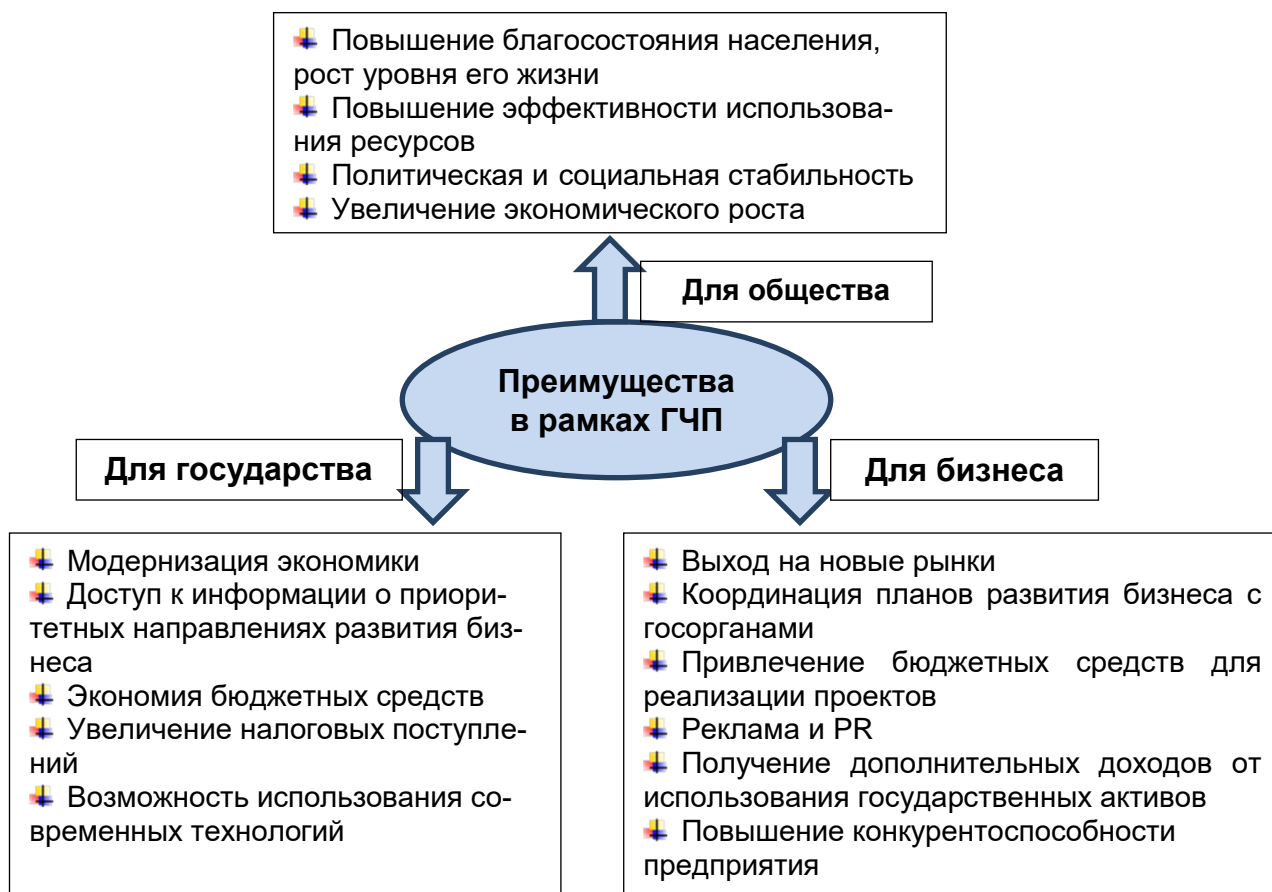 Повышение благосостояния населения,
рост уровня его жизни
Повышение эффективности использова-
ния ресурсов
Политическая и социальная стабильность
Увеличение экономического роста
Для общества
Преимущества
в рамках ГЧП
Для государства
Для бизнеса
Модернизация экономики
Доступ к информации о приори-
тетных направлениях развития биз-
неса
Экономия бюджетных средств
Увеличение налоговых поступле-
ний
Возможность использования со-
временных технологий
Выход на новые рынки
Координация планов развития бизнеса с
госорганами
Привлечение бюджетных средств для
реализации проектов
Реклама и PR
Получение дополнительных доходов от
использования государственных активов
Повышение конкурентоспособности
предприятия